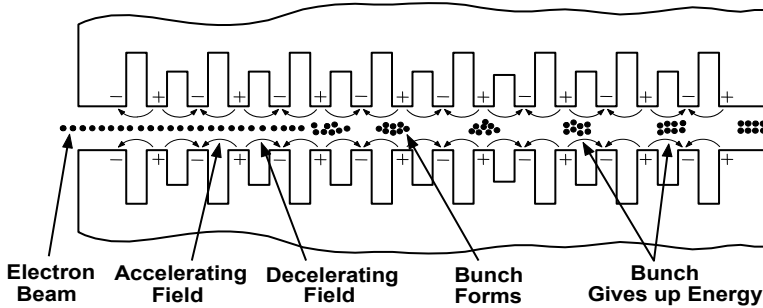 − + − + − + − + − + − + − + − +
− + − + − + − + − + − + − + − +
Electron
Beam
Accelerating
Field
Decelerating
Field
Bunch
Forms
Bunch
Gives up Energy